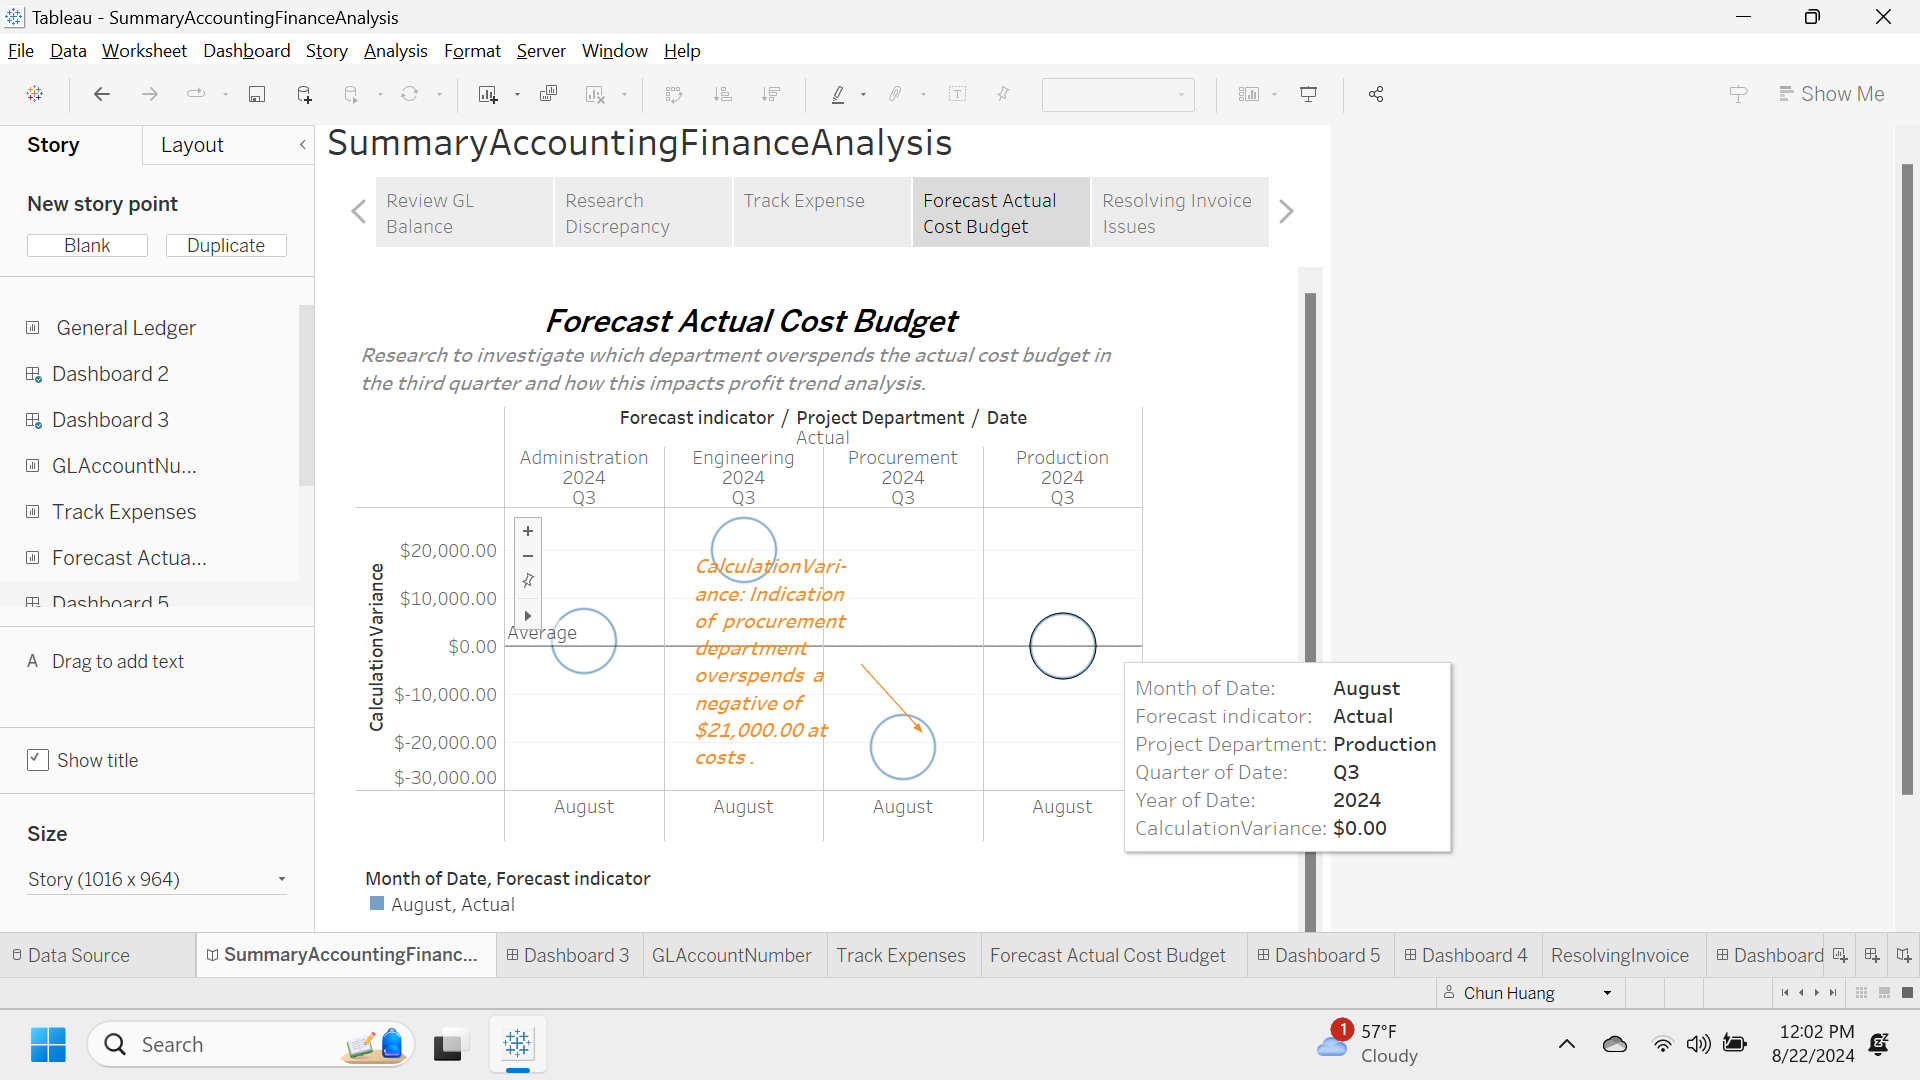 Tableau - SummaryAccountingFinanceAnalysis
File Data Worksheet Dashboard Story Analysis Format Server Window Help
Show Me
Story
Layout
New story point
Blank
Duplicate
General Ledger
Dashboard 2
Dashboard 3
GLAccountNu...
Track Expenses
Forecast Actua...
Dashboard 5
A Drag to add text
Show title
Size
Story (1016 x 964)
SummaryAccountingFinanceAnalysis
Review GL
Balance
Research
Discrepancy
Track Expense
Forecast Actual
Cost Budget
Resolving Invoice
Issues
Forecast Actual Cost Budget
Research to investigate which department overspends the actual cost budget in
the third quarter and how this impacts profit trend analysis.
Forecast indicator / Project Department / Date
Actual
Administration Engineering Procurement Production
2024 2024 2024 2024
Q3 Q3 Q3 Q3
CalculationVariance
$20,000.00
$10,000.00
$0.00
$-10,000.00
$-20,000.00
$-30,000.00
Average
CalculationVari-
ance: Indication
of procurement
department
overspends a
negative of
$21,000.00 at
costs .
August August August August
Month of Date: August
Forecast indicator: Actual
Project Department: Production
Quarter of Date: Q3
Year of Date: 2024
CalculationVariance: $0.00
Month of Date, Forecast indicator
August, Actual
Data Source SummaryAccountingFinanc... Dashboard 3 GLAccountNumber Track Expenses Forecast Actual Cost Budget Dashboard 5 Dashboard 4 ResolvingInvoice Dashboard
Chun Huang
Search
1
57°F
Cloudy
12:02 PM
8/22/2024